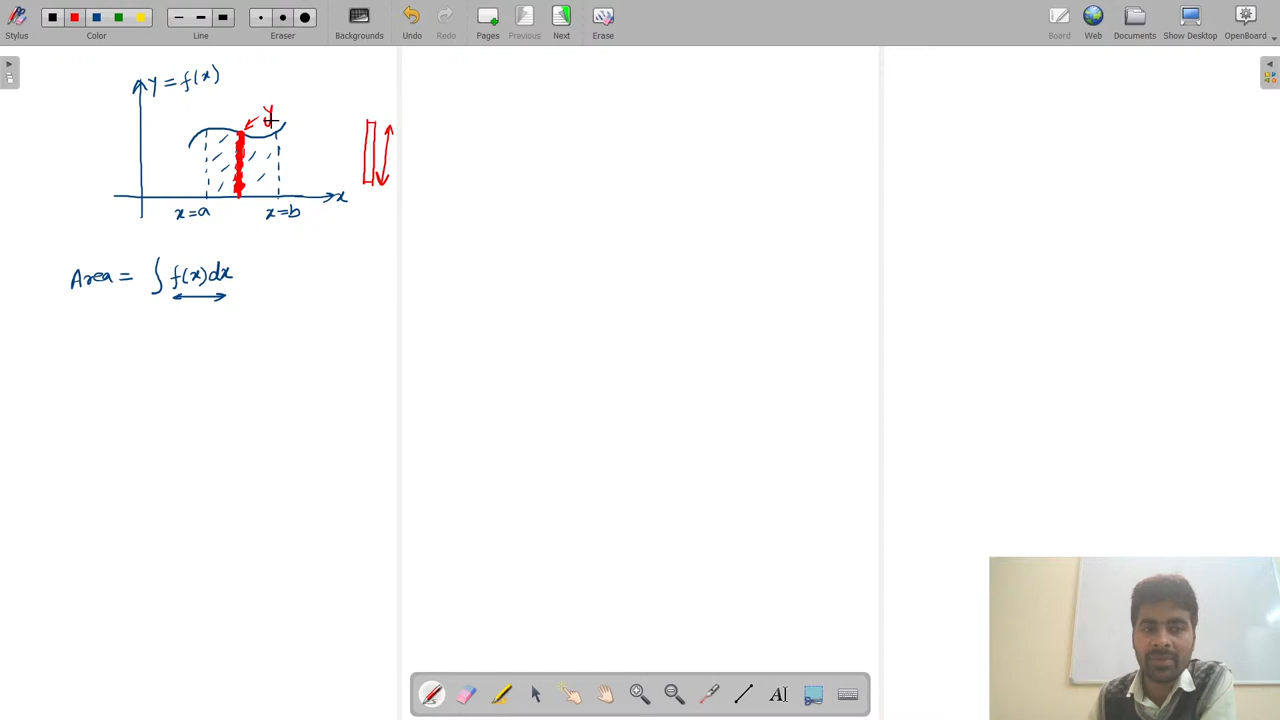 Stylus
Color
Line
Eraser
Backgrounds
Undo
Redo
Pages
Previous
Next
Erase
Board
Web
Documents
Show Desktop
OpenBoard
y = f(x)
y
x
x=a
x=b
Area = ∫ f(x)dx
AI